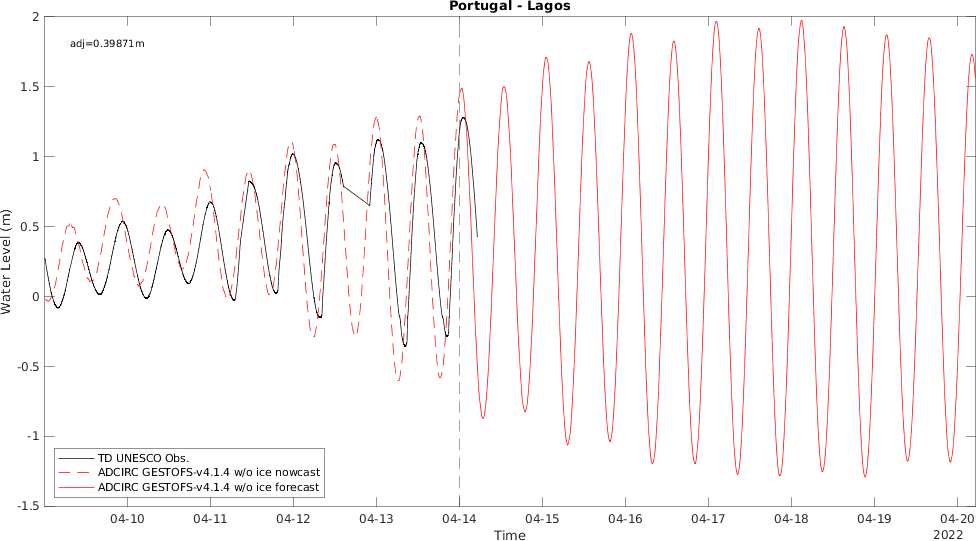 Portugal - Lagos
adj=0.39871m
2
1.5
1
0.5
0
-0.5
-1
-1.5
Water Level (m)
TD UNESCO Obs.
ADCIRC GESTOFS-v4.1.4 w/o ice nowcast
ADCIRC GESTOFS-v4.1.4 w/o ice forecast
04-10 04-11 04-12 04-13 04-14 04-15 04-16 04-17 04-18 04-19 04-20
Time
2022